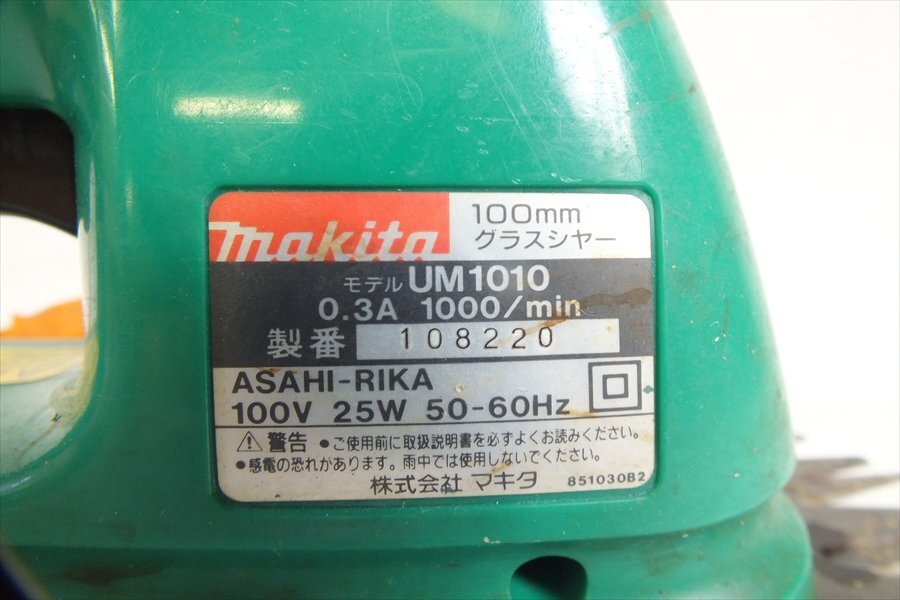 makita
100mm
グラスシヤー
モデル UM1010
0.3A 1000/min
製番 108220
ASAHI-RIKA
100V 25W 50-60Hz
⚠警告 ●ご使用前に取扱説明書を必ずよくお読みください。
●感電の恐れがあります。雨中では使用しないでください。
株式会社 マキタ 851030B2